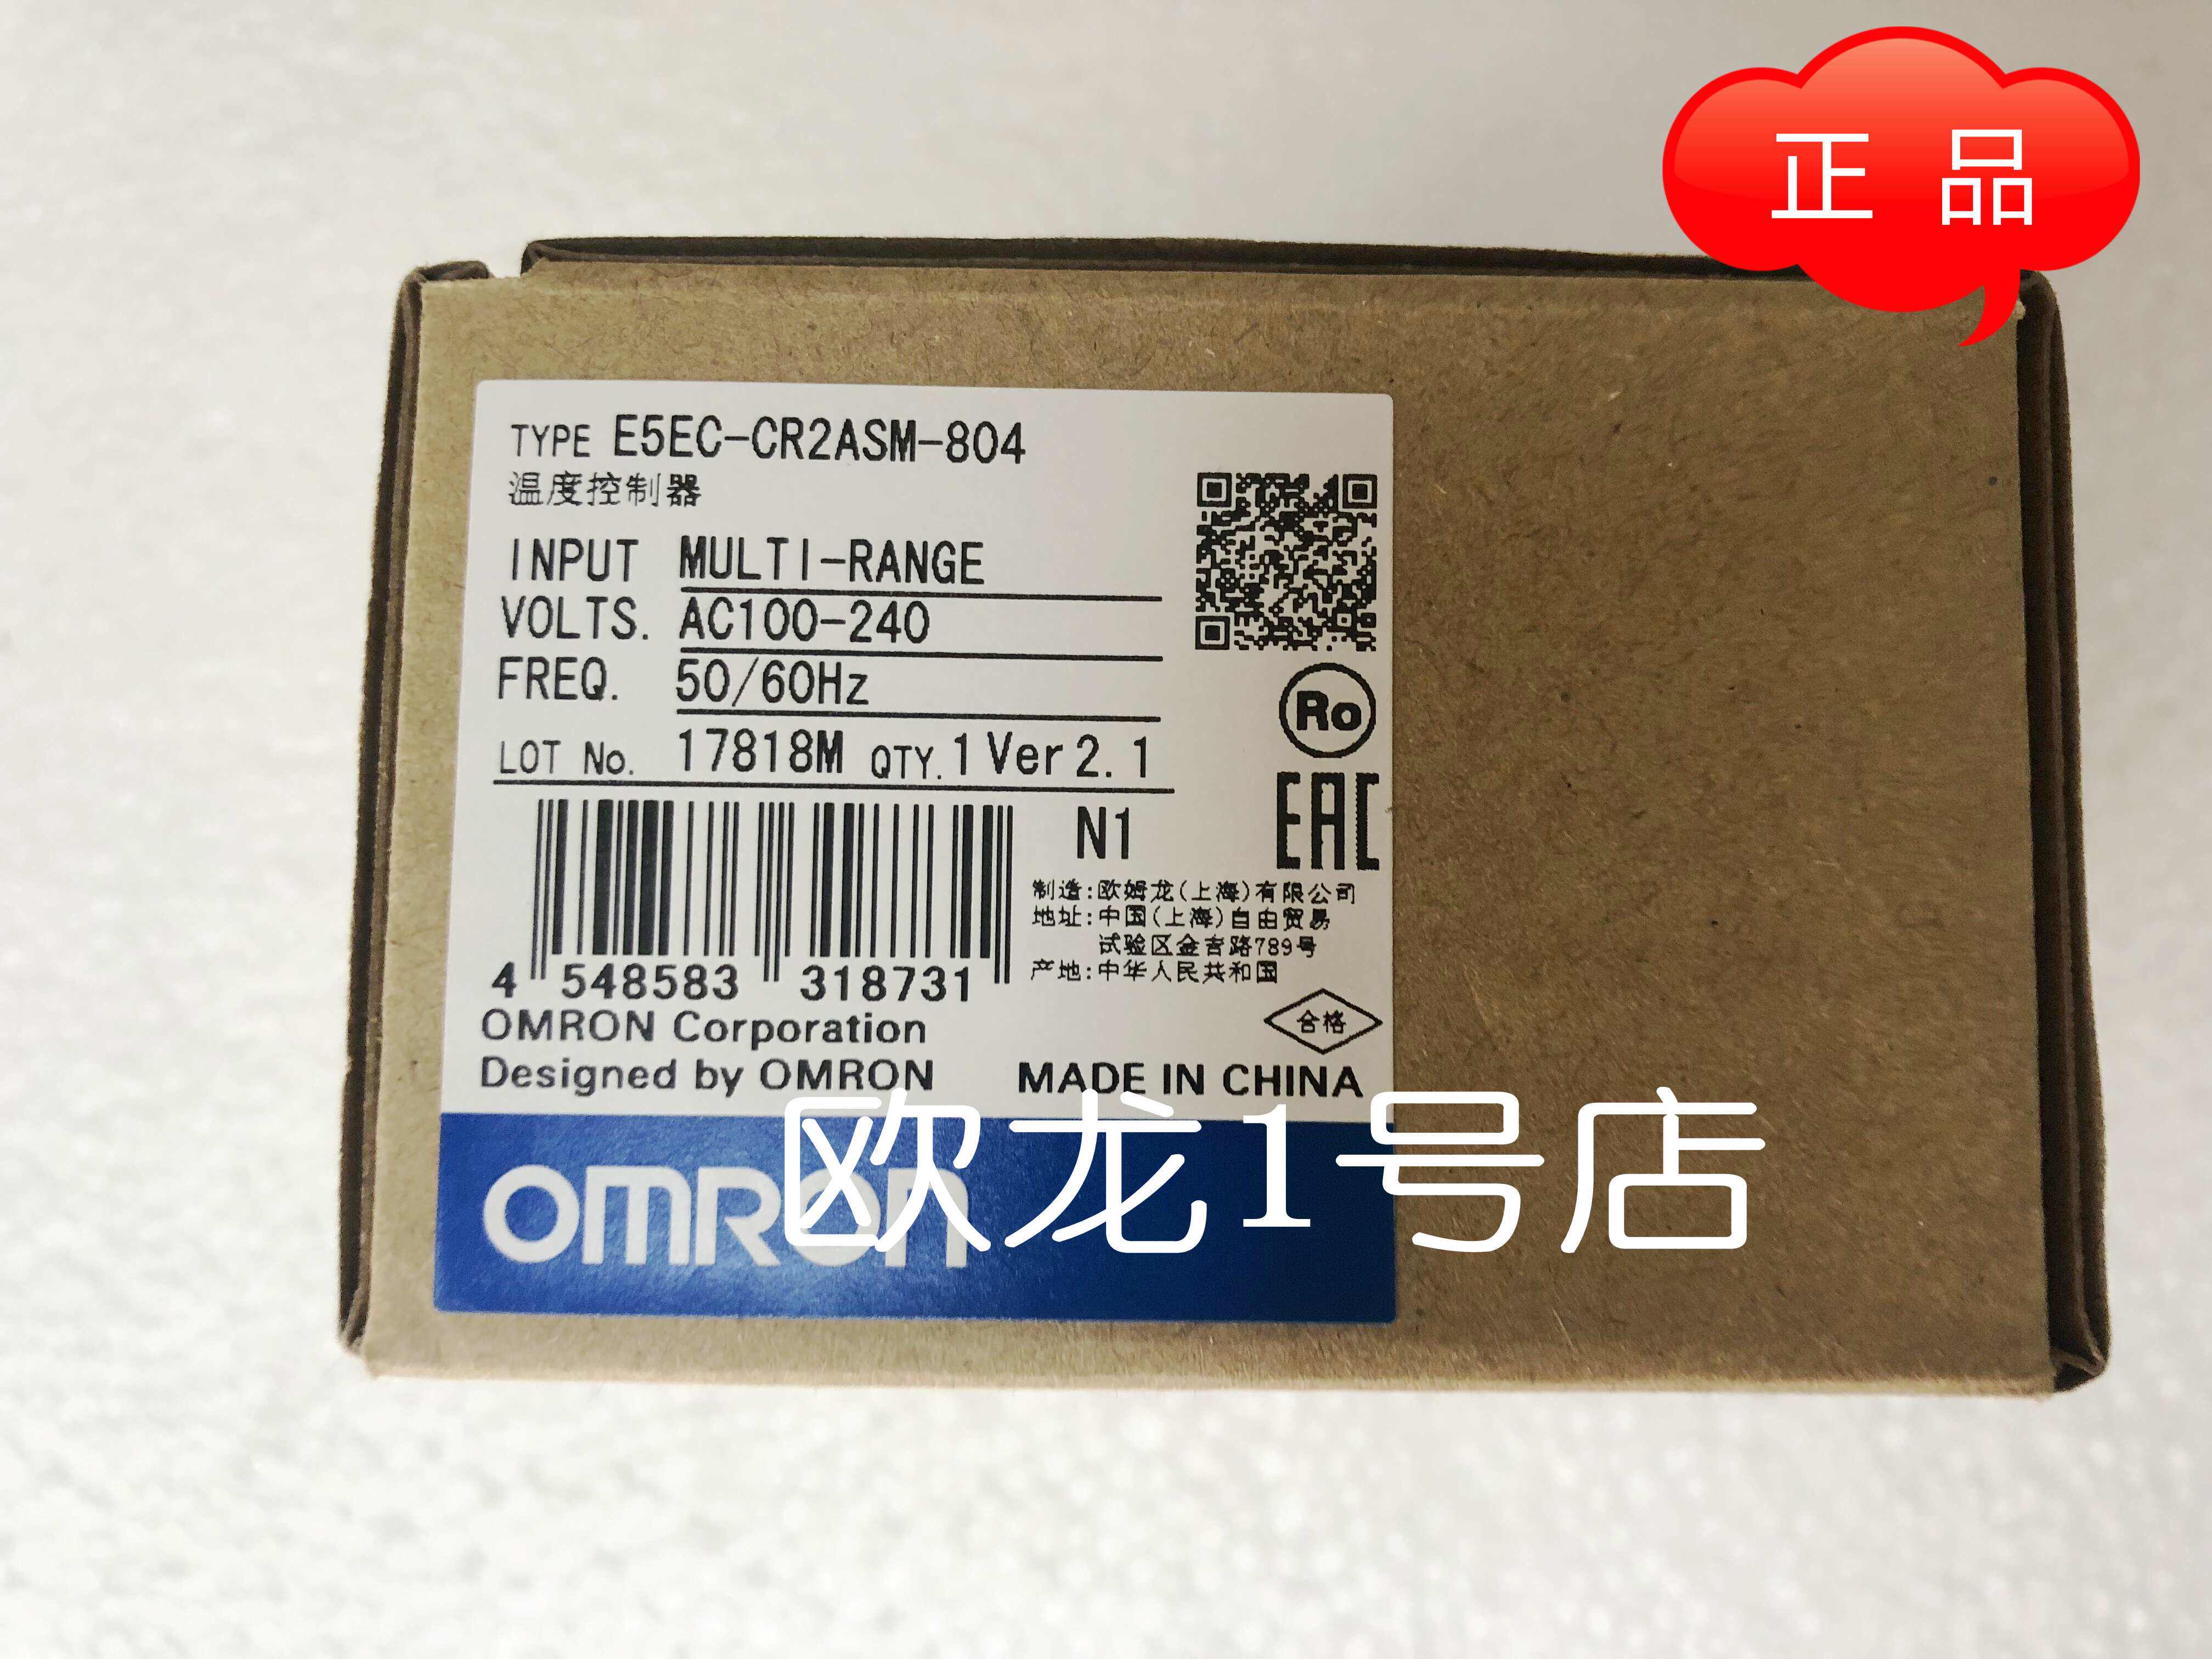 正品
TYPE E5EC-CR2ASM-804
温度控制器
INPUT MULTI-RANGE
VOLTS. AC100-240
FREQ. 50/60Hz
LOT No. 17818M QTY. 1 Ver 2.1
Ro
EAC
N1
制造:欧姆龙(上海)有限公司
地址:中国(上海)自由贸易
试验区金吉路789号
产地:中华人民共和国
4 548583 318731
合格
OMRON Corporation
Designed by OMRON
MADE IN CHINA
OMRON
欧龙1号店